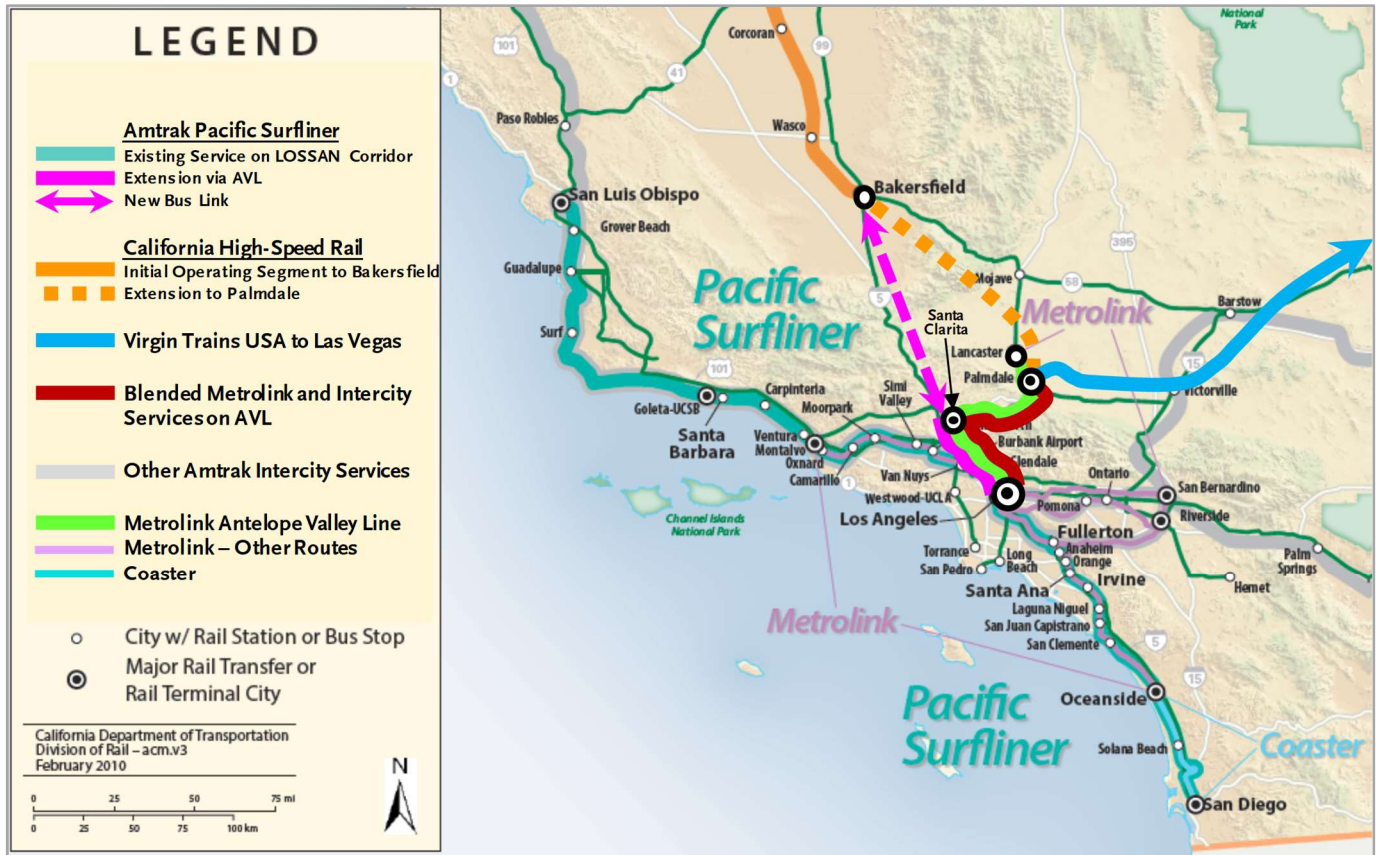 LEGEND
Amtrak Pacific Surfliner
Existing Service on LOSSAN Corridor
Extension via AVL
New Bus Link
California High-Speed Rail
Initial Operating Segment to Bakersfield
Extension to Palmdale
Virgin Trains USA to Las Vegas
Blended Metrolink and Intercity
Services on AVL
Other Amtrak Intercity Services
Metrolink Antelope Valley Line
Metrolink – Other Routes
Coaster
City w/ Rail Station or Bus Stop
Major Rail Transfer or
Rail Terminal City
California Department of Transportation
Division of Rail – acm.v3
February 2010
N
0 25 50 75 mi
0 25 50 75 100 km
National
Park
Corcoran
101
99
41
1
Paso Robles
Wasco
Bakersfield
San Luis Obispo
Grover Beach
395
Guadalupe
Mojave
58
Pacific
Surfliner
5
Barstow
Metrolink
Santa
Clarita
Surf
Lancaster
15
101
Palmdale
Victorville
Goleta-UCSB
Carpinteria
Simi
Valley
Moorpark
Santa
Barbara
Ventura
Montalvo
Oxnard
Camarillo
1
Burbank Airport
Glendale
Van Nuys
Westwood-UCLA
Los Angeles
Ontario
Pomona
San Bernardino
Riverside
Channel Islands
National Park
Fullerton
Anaheim
Orange
Torrance
San Pedro
Long
Beach
Palm
Springs
Santa Ana
Irvine
Hemet
Laguna Niguel
San Juan Capistrano
San Clemente
Metrolink
5
15
Oceanside
Pacific
Surfliner
Solana Beach
Coaster
San Diego